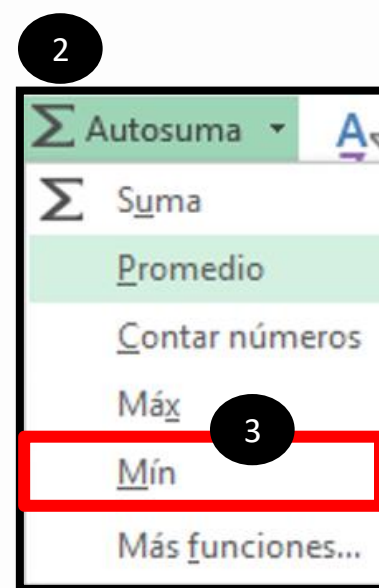 2
Σ Autosuma
A
Σ Suma
Promedio
Contar números
Máx
3
Mín
Más funciones...